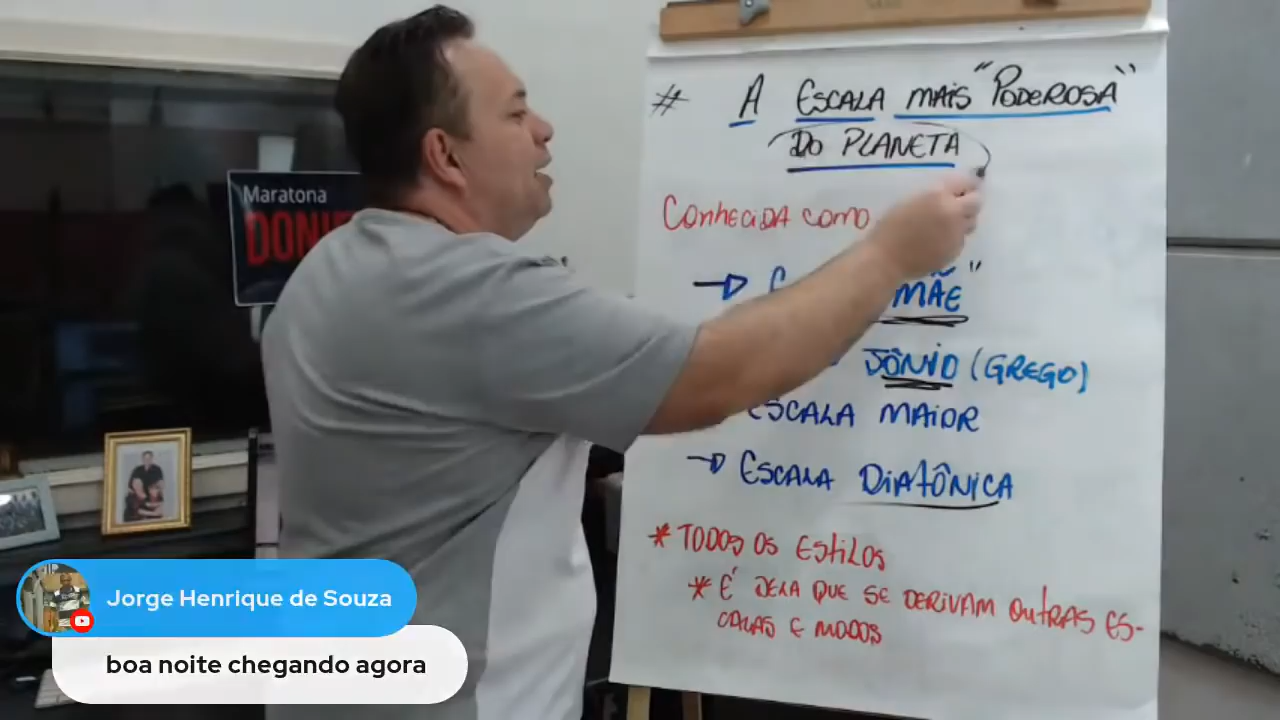 # A ESCALA MAIS "PODEROSA"
DO PLANETA
Maratona
CONHECIDA COMO
MÃE"
JÔNIO (GREGO)
ESCALA MAIOR
ESCALA DIATÔNICA
* TODOS OS ESTILOS
* É DELA QUE SE DERIVAM OUTRAS ES-
CALAS E MODOS
Jorge Henrique de Souza
boa noite chegando agora